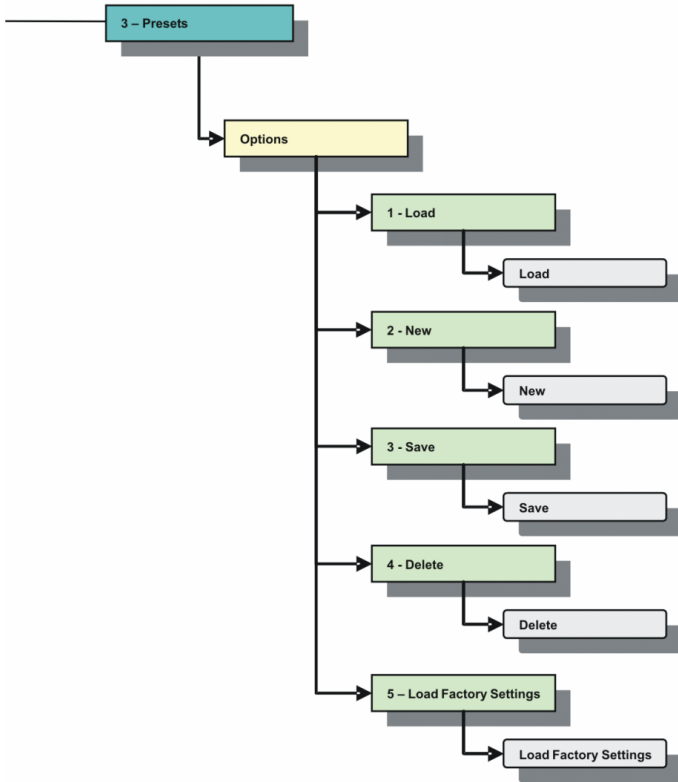 3 – Presets
Options
1 - Load
Load
2 - New
New
3 - Save
Save
4 - Delete
Delete
5 – Load Factory Settings
Load Factory Settings